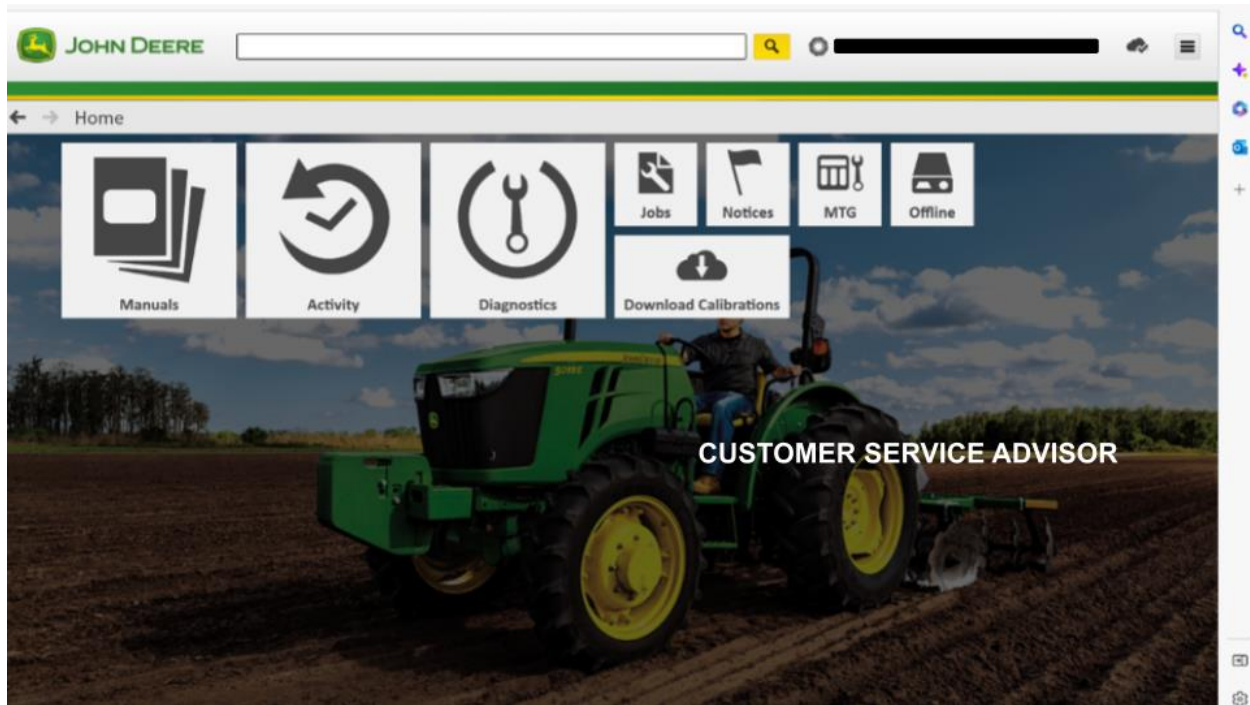 JOHN DEERE
Home
Manuals
Activity
Diagnostics
Jobs
Notices
MTG
Offline
Download Calibrations
CUSTOMER SERVICE ADVISOR